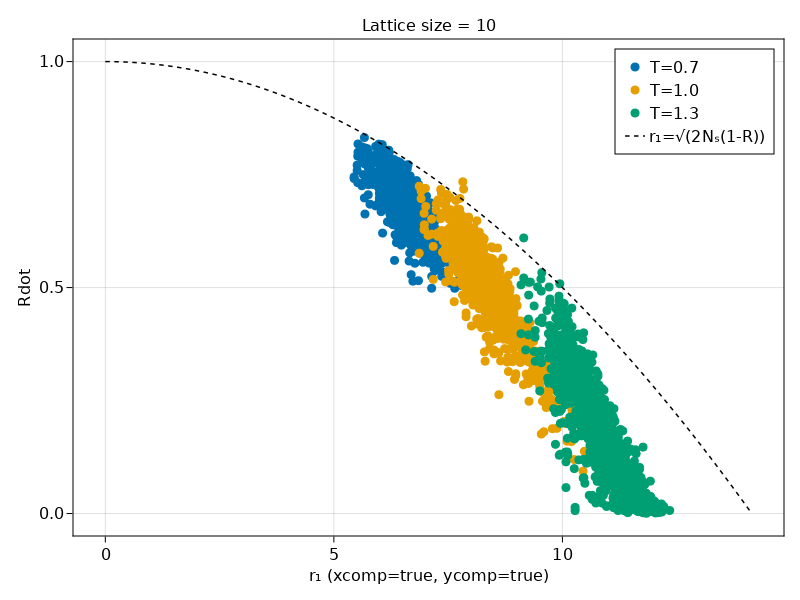 Lattice size = 10
Rdot
1.0
0.5
0.0
T=0.7
T=1.0
T=1.3
r₁=√(2Nₛ(1-R))
0 5 10
r₁ (xcomp=true, ycomp=true)